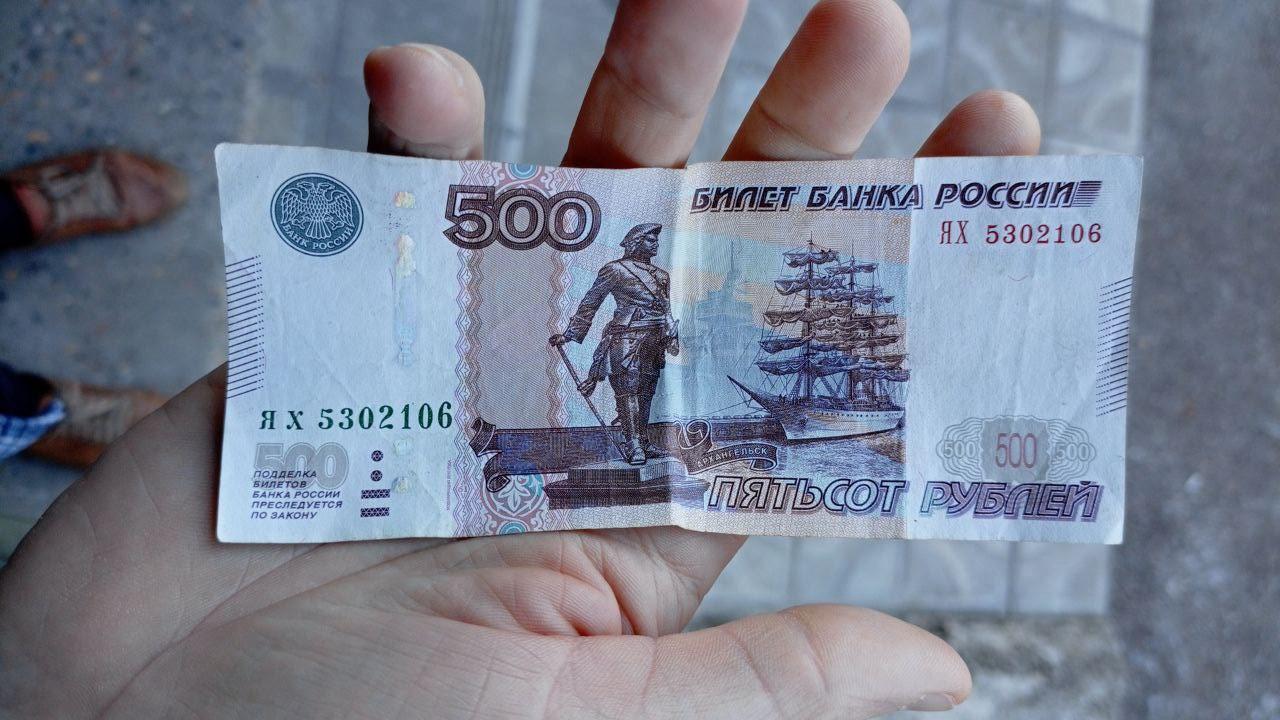 БАНК РОССИИ
500
БИЛЕТ БАНКА РОССИИ
ЯХ 5302106
ЯХ 5302106
500
ПОДДЕЛКА
БИЛЕТОВ
БАНКА РОССИИ
ПРЕСЛЕДУЕТСЯ
ПО ЗАКОНУ
АРХАНГЕЛЬСК
500 500 500
ПЯТЬСОТ РУБЛЕЙ